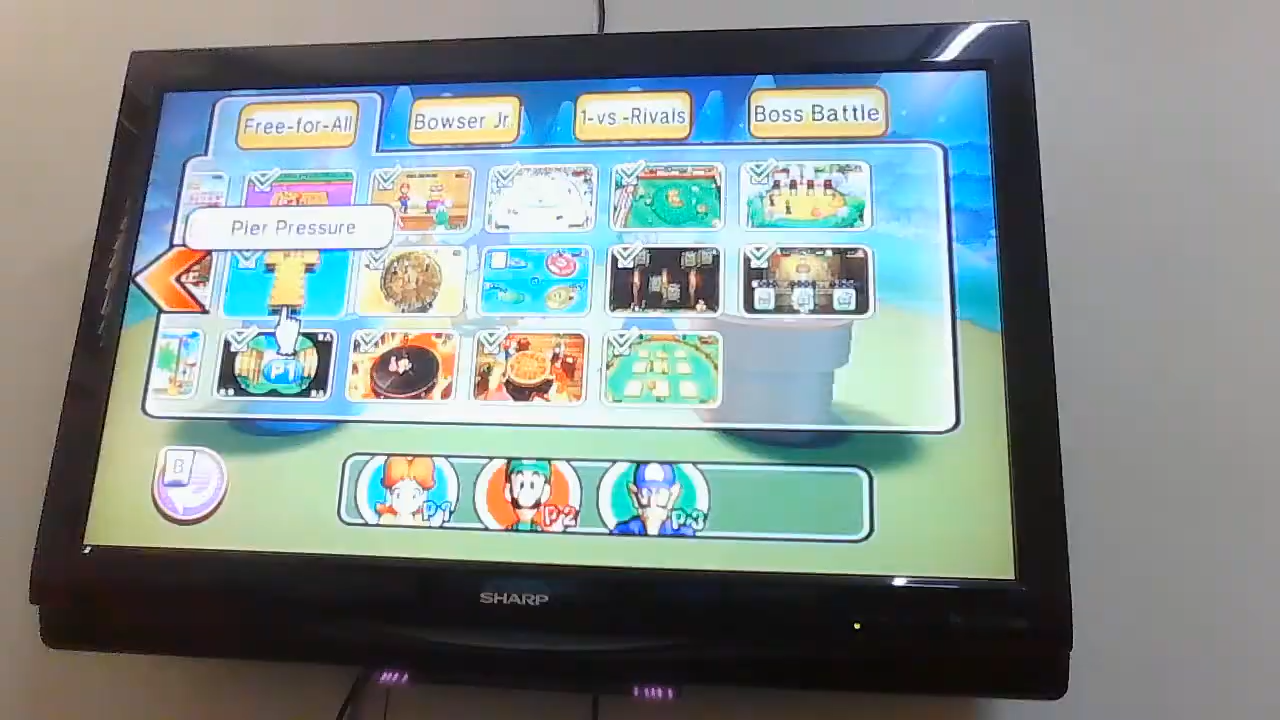 Free-for-All
Bowser Jr.
1-vs.-Rivals
Boss Battle
Pier Pressure
P1
B
P1
P2
P3
SHARP